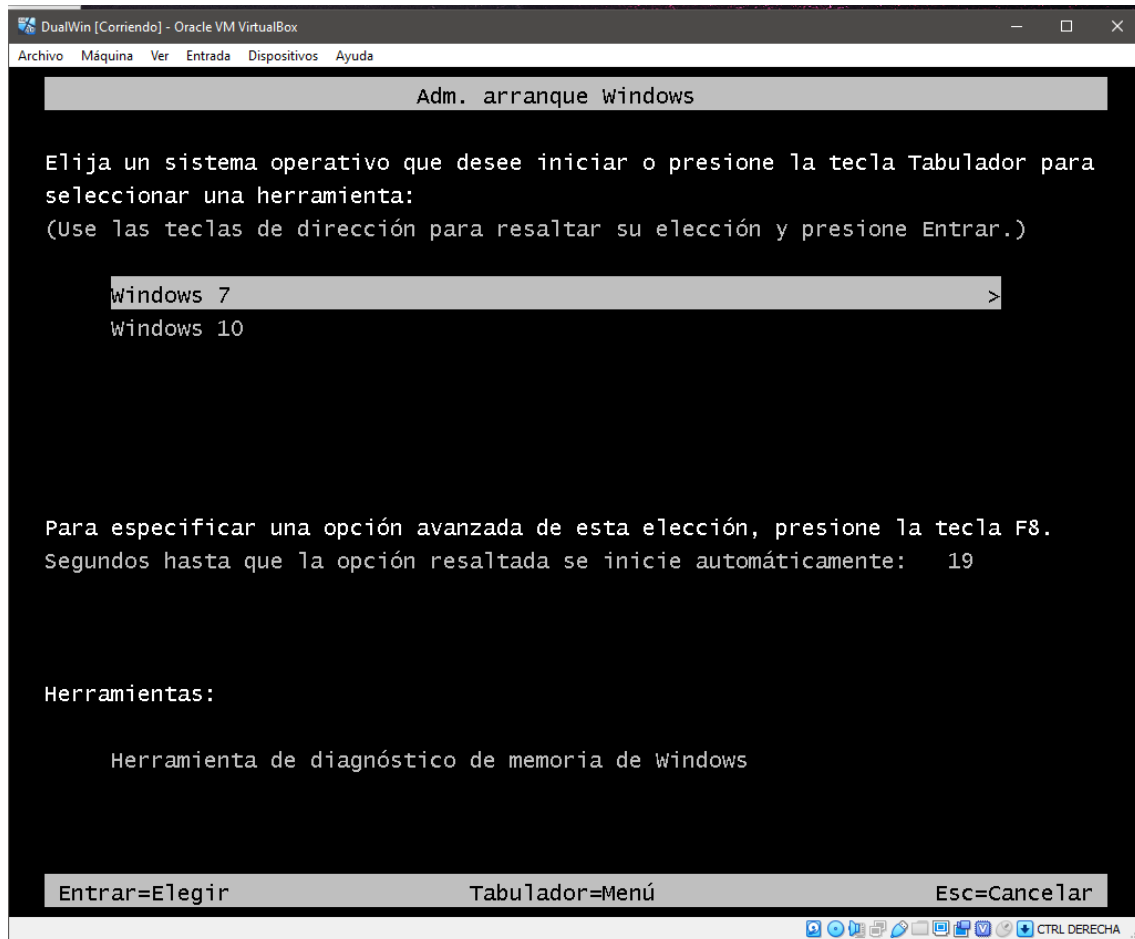 DualWin [Corriendo] - Oracle VM VirtualBox
Archivo Máquina Ver Entrada Dispositivos Ayuda
Adm. arranque Windows
Elija un sistema operativo que desee iniciar o presione la tecla Tabulador para
seleccionar una herramienta:
(Use las teclas de dirección para resaltar su elección y presione Entrar.)
Windows 7 >
Windows 10
Para especificar una opción avanzada de esta elección, presione la tecla F8.
Segundos hasta que la opción resaltada se inicie automáticamente: 19
Herramientas:
Herramienta de diagnóstico de memoria de Windows
Entrar=Elegir Tabulador=Menú Esc=Cancelar
CTRL DERECHA